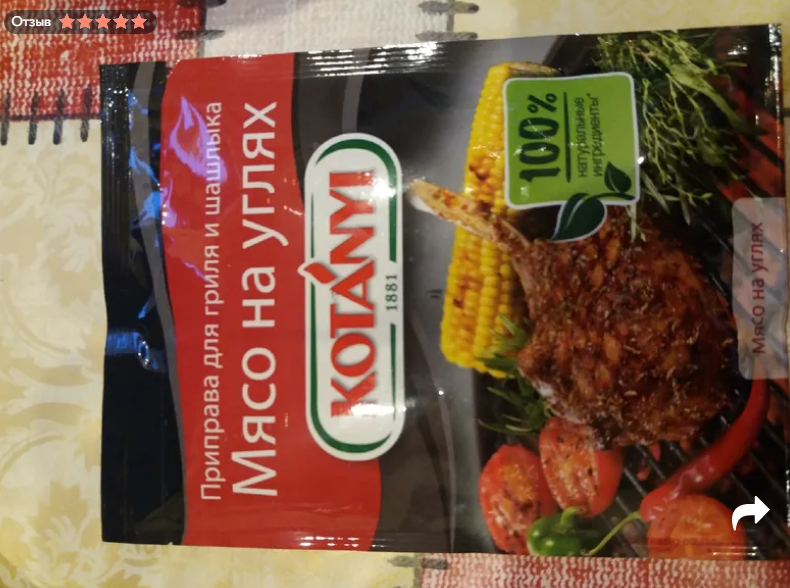 Отзыв
Приправа для гриля и шашлыка
Мясо на углях
KOTÁNYI
1881
100%
натуральные
ингредиенты*
Мясо на углях